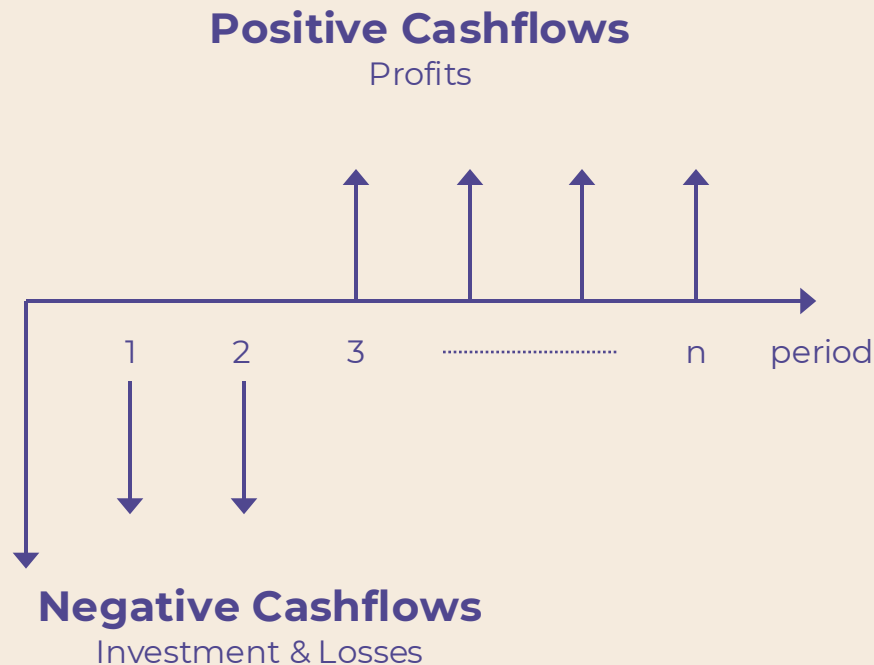 Positive Cashflows
Profits
1 2 3 n period
Negative Cashflows
Investment & Losses